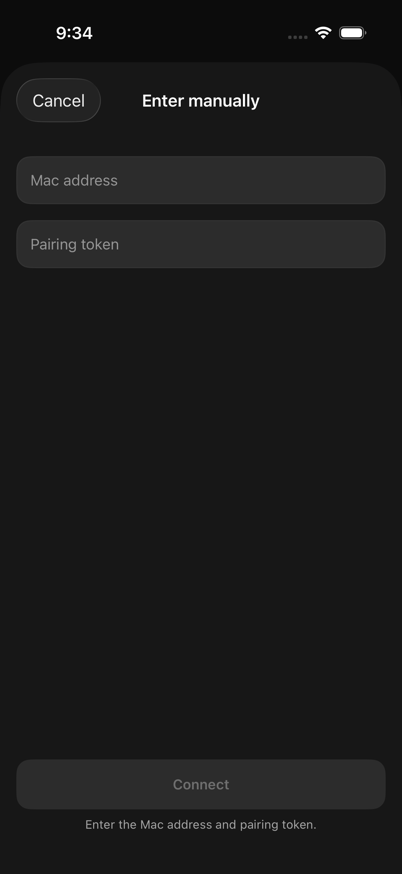 9:34
Cancel
Enter manually
Mac address
Pairing token
Connect
Enter the Mac address and pairing token.